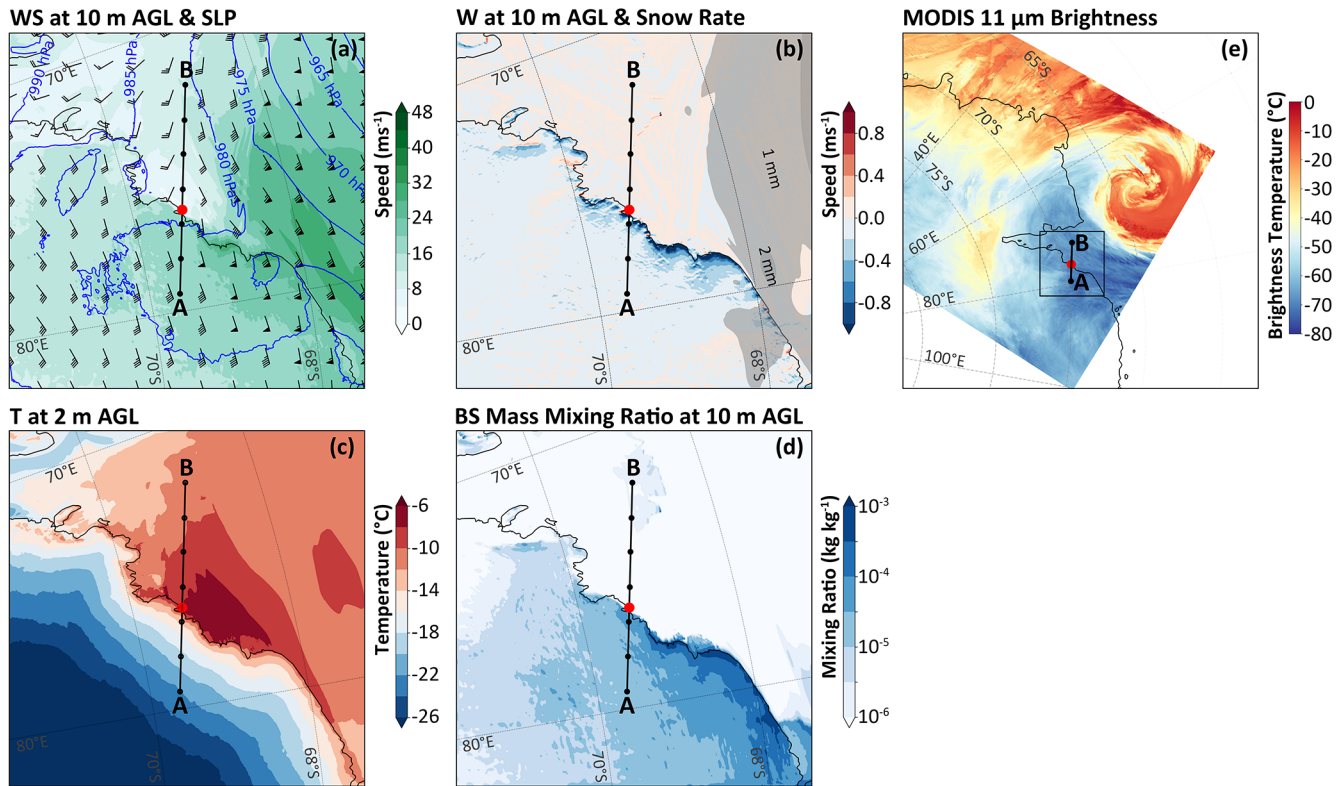 WS at 10 m AGL & SLP
(a)
990 hPa
985 hPa
975 hPa
965 hPa
980 hPa
970 hPa
70°E
80°E
70°S
68°S
B
A
Speed (ms⁻¹)
48
40
32
24
16
8
0
W at 10 m AGL & Snow Rate
(b)
70°E
80°E
70°S
68°S
1 mm
2 mm
B
A
Speed (ms⁻¹)
0.8
0.4
0.0
-0.4
-0.8
MODIS 11 µm Brightness
(e)
65°S
70°S
75°S
40°E
60°E
80°E
100°E
B
A
Brightness Temperature (°C)
0
-10
-20
-30
-40
-50
-60
-70
-80
T at 2 m AGL
(c)
70°E
80°E
70°S
68°S
B
A
Temperature (°C)
-6
-10
-14
-18
-22
-26
BS Mass Mixing Ratio at 10 m AGL
(d)
70°E
80°E
70°S
68°S
B
A
Mixing Ratio (kg kg⁻¹)
10⁻³
10⁻⁴
10⁻⁵
10⁻⁶